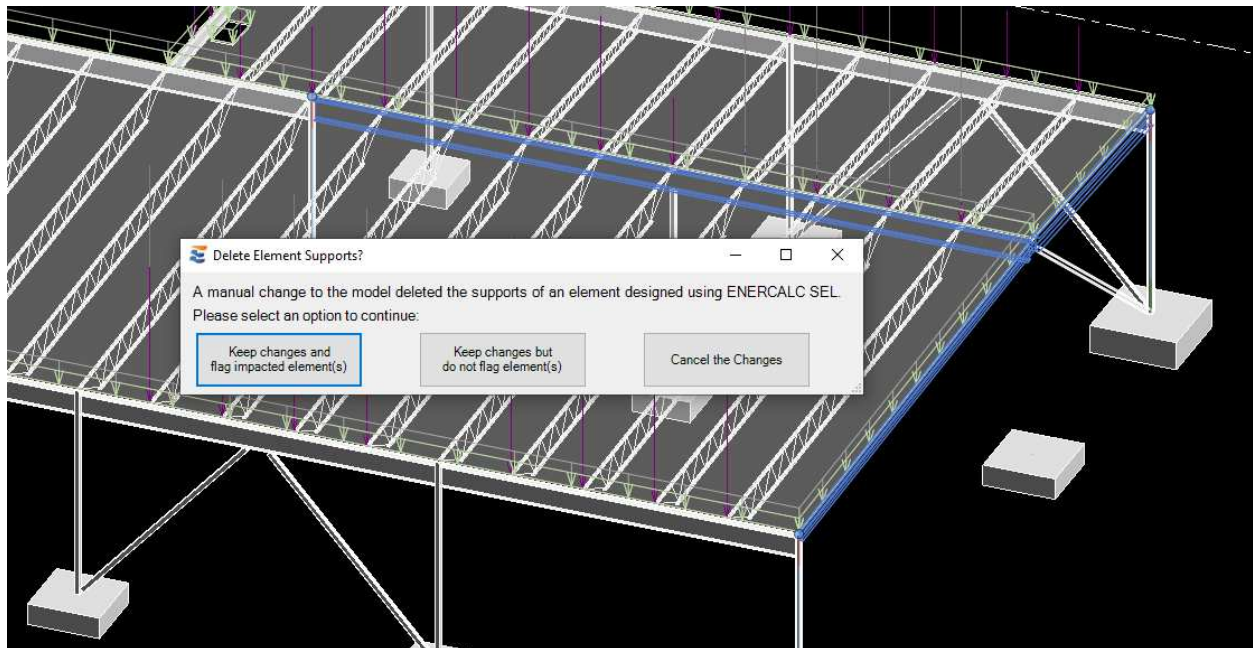 Delete Element Supports?
A manual change to the model deleted the supports of an element designed using ENERCALC SEL.
Please select an option to continue:
Keep changes and
flag impacted element(s)
Keep changes but
do not flag element(s)
Cancel the Changes